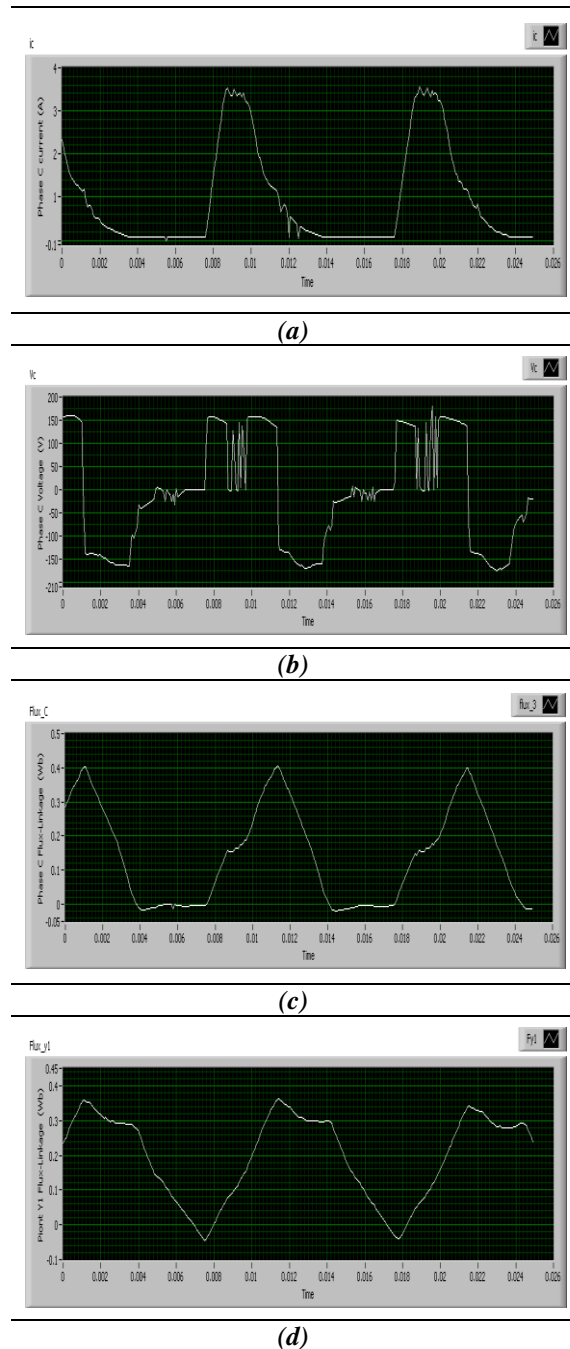 ic
ic
Phase C current (A)
4-
3-
2-
1-
-0.1-
0 0.002 0.004 0.006 0.008 0.01 0.012 0.014 0.016 0.018 0.02 0.022 0.024 0.026
Time
(a)
Vc
Vc
Phase C Voltage (V)
200-
150-
100-
50-
0-
-50-
-100-
-150-
-210-
0 0.002 0.004 0.006 0.008 0.01 0.012 0.014 0.016 0.018 0.02 0.022 0.024 0.026
Time
(b)
Flux_C
flux_3
Phase C Flux-Linkage (Wb)
0.5-
0.4-
0.3-
0.2-
0.1-
0-
-0.05-
0 0.002 0.004 0.006 0.008 0.01 0.012 0.014 0.016 0.018 0.02 0.022 0.024 0.026
Time
(c)
Flux_y1
Fy1
Piont Y1 Flux-Linkage (Wb)
0.45-
0.4-
0.3-
0.2-
0.1-
0-
-0.1-
0 0.002 0.004 0.006 0.008 0.01 0.012 0.014 0.016 0.018 0.02 0.022 0.024 0.026
Time
(d)